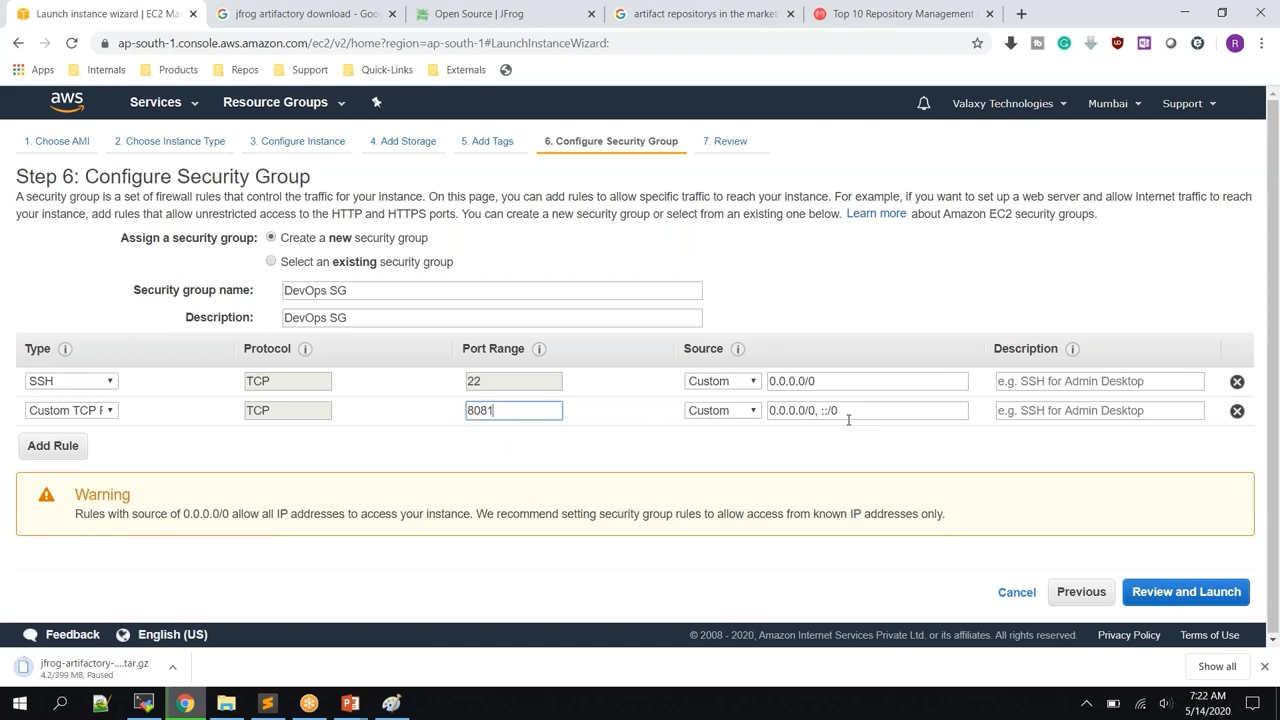 Launch instance wizard | EC2 Ma
jfrog artifactory download - Goo
Open Source | JFrog
artifact repositorys in the market
Top 10 Repository Management
ap-south-1.console.aws.amazon.com/ec2/v2/home?region=ap-south-1#LaunchInstanceWizard:
R
Apps
Internals
Products
Repos
Support
Quick-Links
Externals
aws
Services
Resource Groups
Valaxy Technologies
Mumbai
Support
1. Choose AMI
2. Choose Instance Type
3. Configure Instance
4. Add Storage
5. Add Tags
6. Configure Security Group
7. Review
Step 6: Configure Security Group
A security group is a set of firewall rules that control the traffic for your instance. On this page, you can add rules to allow specific traffic to reach your instance. For example, if you want to set up a web server and allow Internet traffic to reach
your instance, add rules that allow unrestricted access to the HTTP and HTTPS ports. You can create a new security group or select from an existing one below. Learn more about Amazon EC2 security groups.
Assign a security group: Create a new security group
Select an existing security group
Security group name: DevOps SG
Description: DevOps SG
Type Protocol Port Range Source Description
SSH TCP 22 Custom 0.0.0.0/0 e.g. SSH for Admin Desktop
Custom TCP F TCP 8081 Custom 0.0.0.0/0, ::/0 e.g. SSH for Admin Desktop
Add Rule
Warning
Rules with source of 0.0.0.0/0 allow all IP addresses to access your instance. We recommend setting security group rules to allow access from known IP addresses only.
Cancel Previous Review and Launch
Feedback English (US) © 2008 - 2020, Amazon Internet Services Private Ltd. or its affiliates. All rights reserved. Privacy Policy Terms of Use
jfrog-artifactory-....tar.gz
4.2/399 MB, Paused
Show all
7:22 AM
5/14/2020